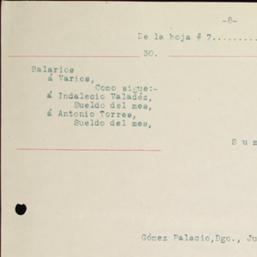 -8-
De la hoja # 7.........
30.
Salarios
á Varios,
Como sigue:-
á Indalecio Valadéz,
Sueldo del mes,
á Antonio Torres,
Sueldo del mes,
S u m
Gómez Palacio,Dgo., Ju